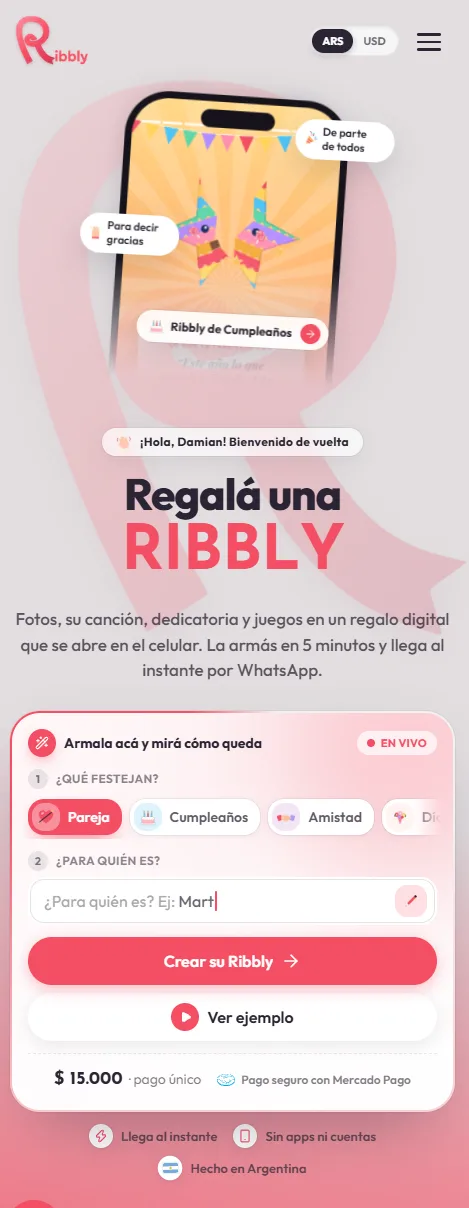 Ribbly
ARS USD
De parte
de todos
Para decir
gracias
Ribbly de Cumpleaños
"Este año lo que
¡Hola, Damian! Bienvenido de vuelta
Regalá una
RIBBLY
Fotos, su canción, dedicatoria y juegos en un regalo digital
que se abre en el celular. La armás en 5 minutos y llega al
instante por WhatsApp.
Armala acá y mirá cómo queda
EN VIVO
1 ¿QUÉ FESTEJAN?
Pareja Cumpleaños Amistad
2 ¿PARA QUIÉN ES?
¿Para quién es? Ej: Mart
Crear su Ribbly
Ver ejemplo
$ 15.000 · pago único Pago seguro con Mercado Pago
Llega al instante Sin apps ni cuentas
Hecho en Argentina